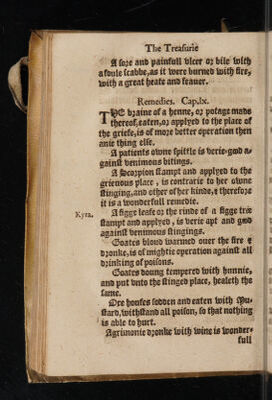 The Treasurie
A sore and painfull vlcer or bile with
a foule scabbe, as it were burned with fire,
with a great heate and feauer.
Remedies. Cap.lx.
THE braine of a henne, or potage made
thereof, eaten, or applyed to the place of
the griefe, is of more better operation then
anie thing else.
A patients owne spittle is verie good a-
gainst venimous bitings.
A Scorpion stampt and applyed to the
grieuous place, is contrarie to her owne
stinging, and other of her kinde, & therefore
it is a wonderfull remedie.
Kyra.
A figge leafe or the rinde of a figge tree
stampt and applyed, is verie apt and good
against venimous stingings.
Goates bloud warmed ouer the fire &
dronke, is of mightie operation against all
drinking of poisons.
Goates doung tempered with hunnie,
and put vnto the stinged place, healeth the
same.
Ore houses sodden and eaten with Mu-
stard, withstand all poison, so that nothing
is able to hurt.
Agrimonie dronke with wine is wonder-
full